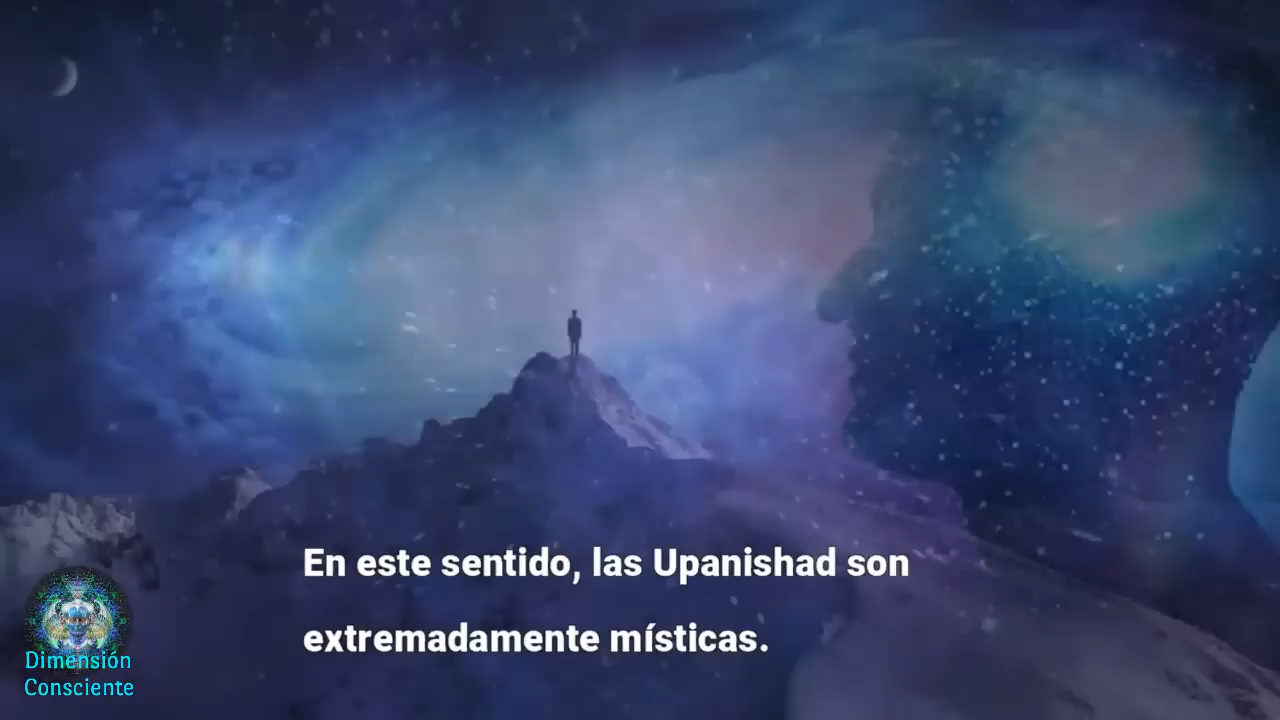 En este sentido, las Upanishad son
extremadamente místicas.
Dimensión
Consciente